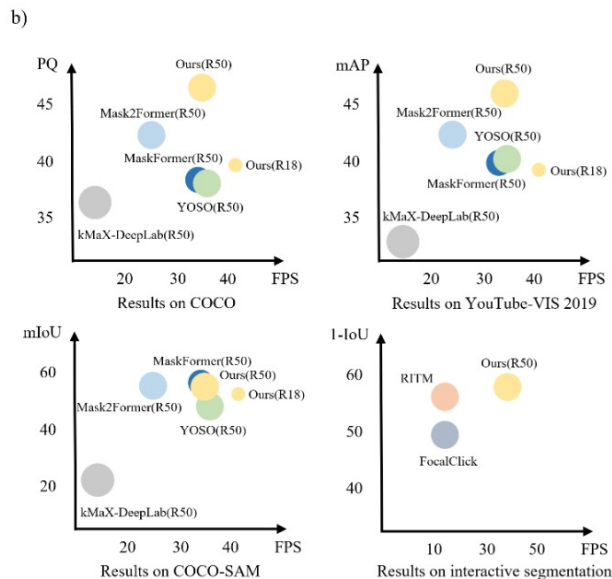 b)
PQ
Ours(R50)
45
Mask2Former(R50)
MaskFormer(R50)
40
Ours(R18)
YOSO(R50)
35
kMaX-DeepLab(R50)
20
30
40
FPS
Results on COCO
mAP
Ours(R50)
45
Mask2Former(R50)
YOSO(R50)
40
Ours(R18)
MaskFormer(R50)
35
kMaX-DeepLab(R50)
20
30
40
FPS
Results on YouTube-VIS 2019
mIoU
MaskFormer(R50)
60
Ours(R50)
Ours(R18)
Mask2Former(R50)
40
YOSO(R50)
20
kMaX-DeepLab(R50)
20
30
40
FPS
Results on COCO-SAM
1-IoU
Ours(R50)
60
RITM
50
FocalClick
40
10
30
50
FPS
Results on interactive segmentation